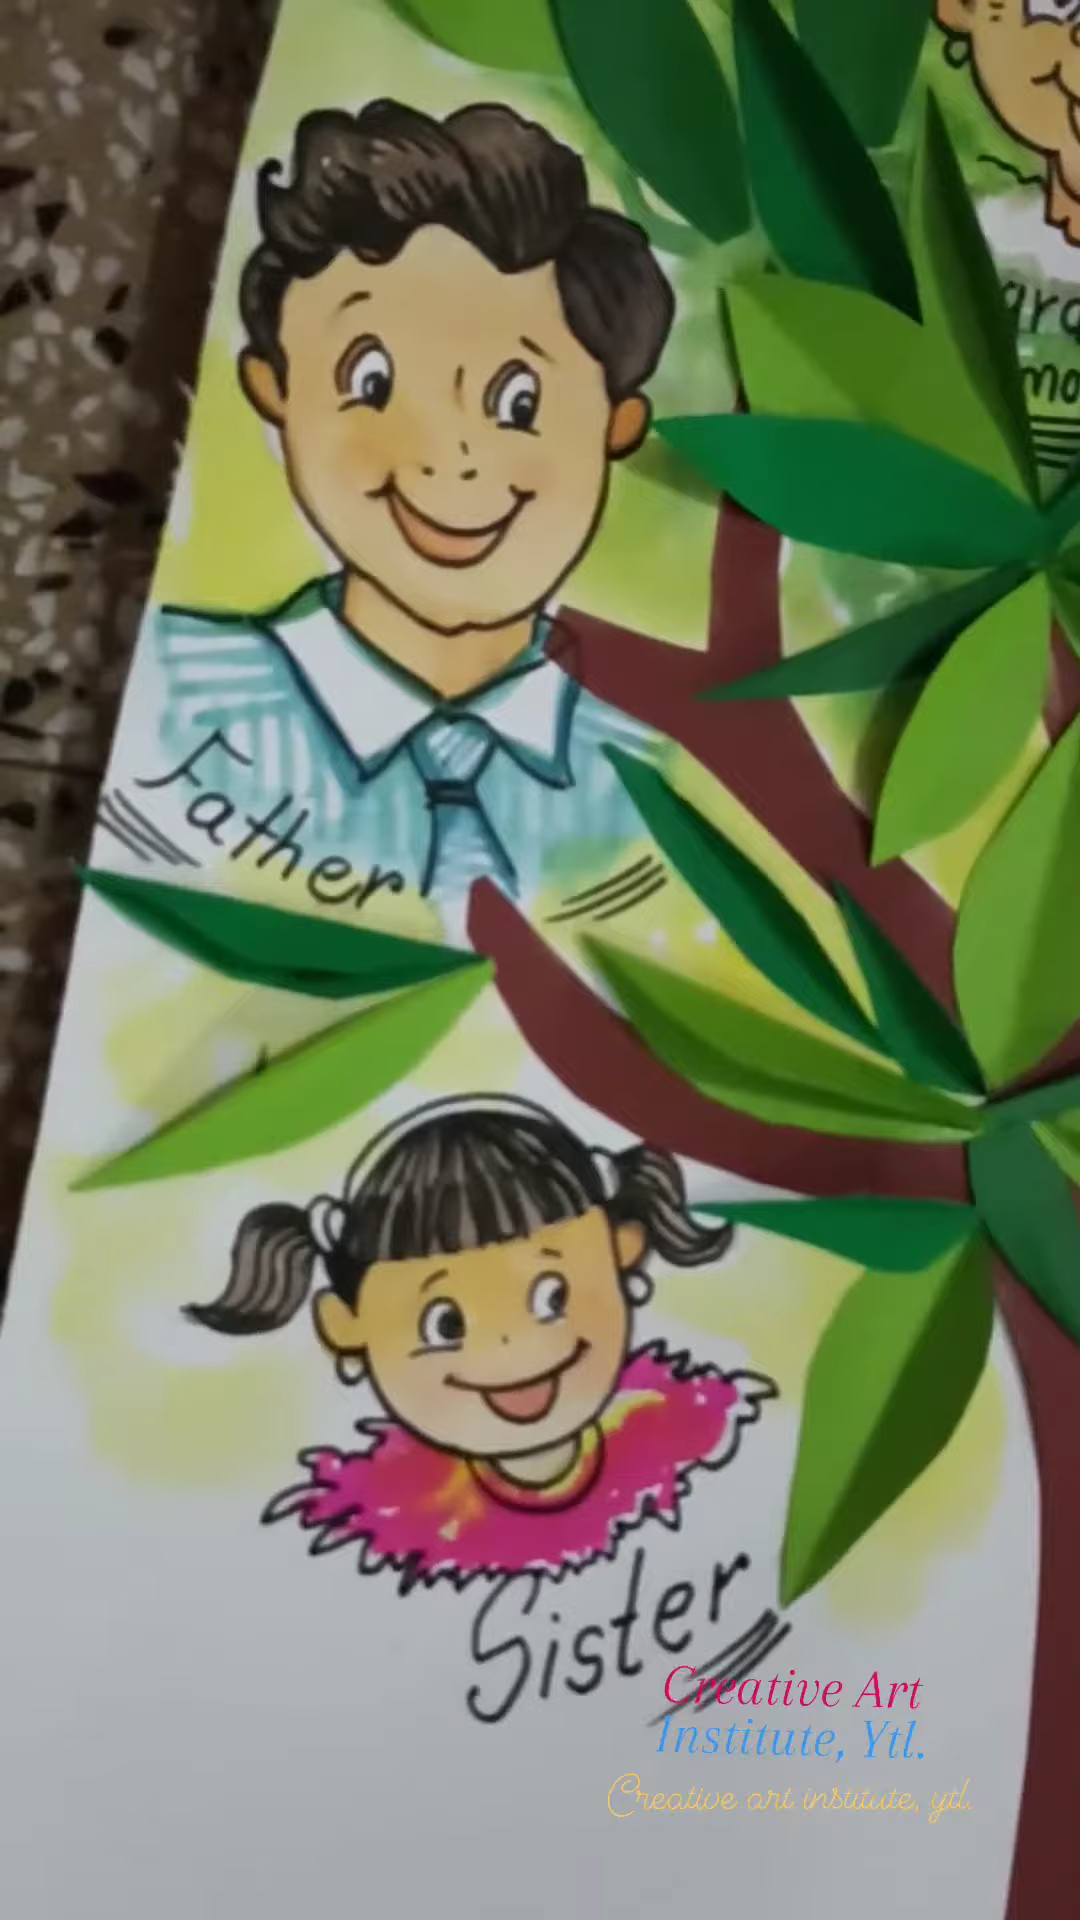 Father
Sister
Creative Art
Institute, Ytl.
Creative art institute, ytl.